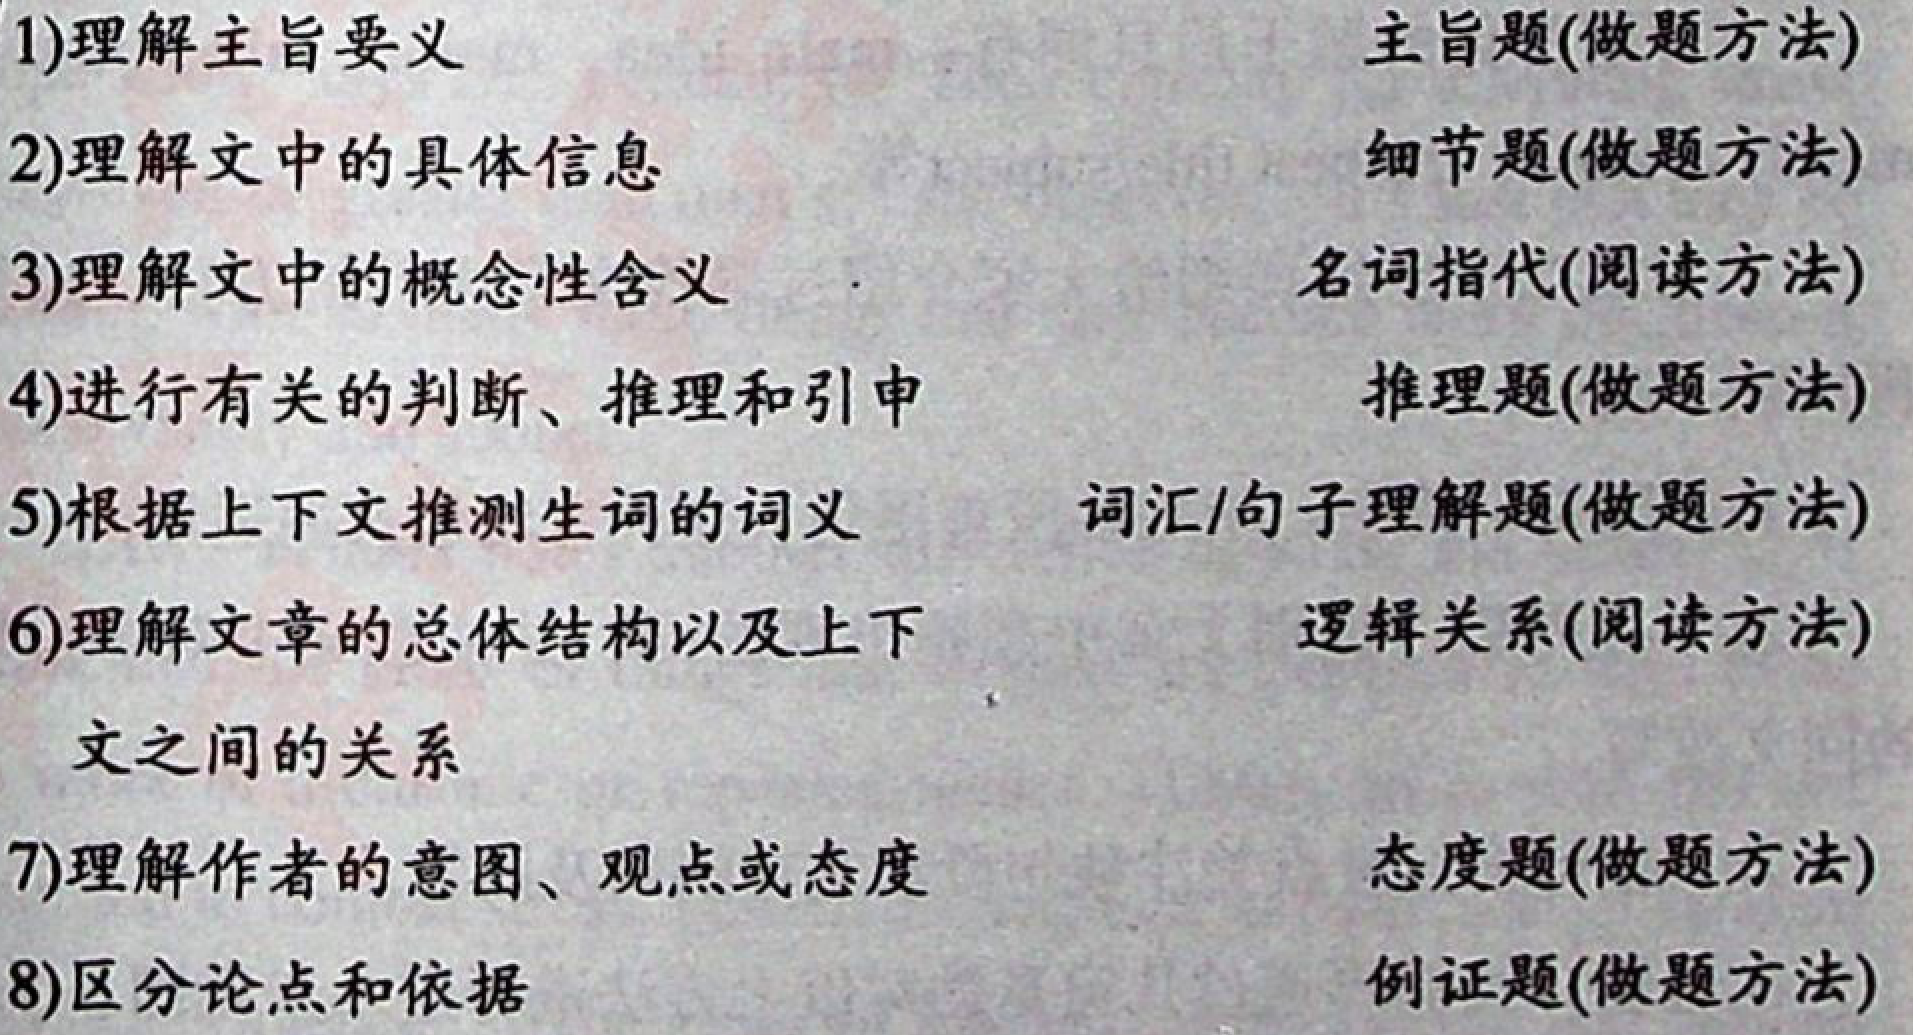 1)理解主旨要义 主旨题(做题方法)
2)理解文中的具体信息 细节题(做题方法)
3)理解文中的概念性含义 名词指代(阅读方法)
4)进行有关的判断、推理和引申 推理题(做题方法)
5)根据上下文推测生词的词义 词汇/句子理解题(做题方法)
6)理解文章的总体结构以及上下 逻辑关系(阅读方法)
文之间的关系
7)理解作者的意图、观点或态度 态度题(做题方法)
8)区分论点和依据 例证题(做题方法)